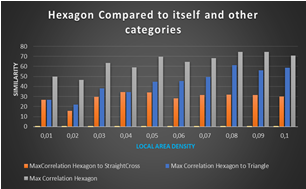 Hexagon Compared to itself and other
categories
80
70
60
50
40
30
20
10
0
SIMILARITY
0,01 0,02 0,03 0,04 0,05 0,06 0,07 0,08 0,09 0,1
LOCAL AREA DENSITY
MaxCorrelation Hexagon to StraightCross Max Correlation Hexagon to Triangle
Max Correlation Hexagon